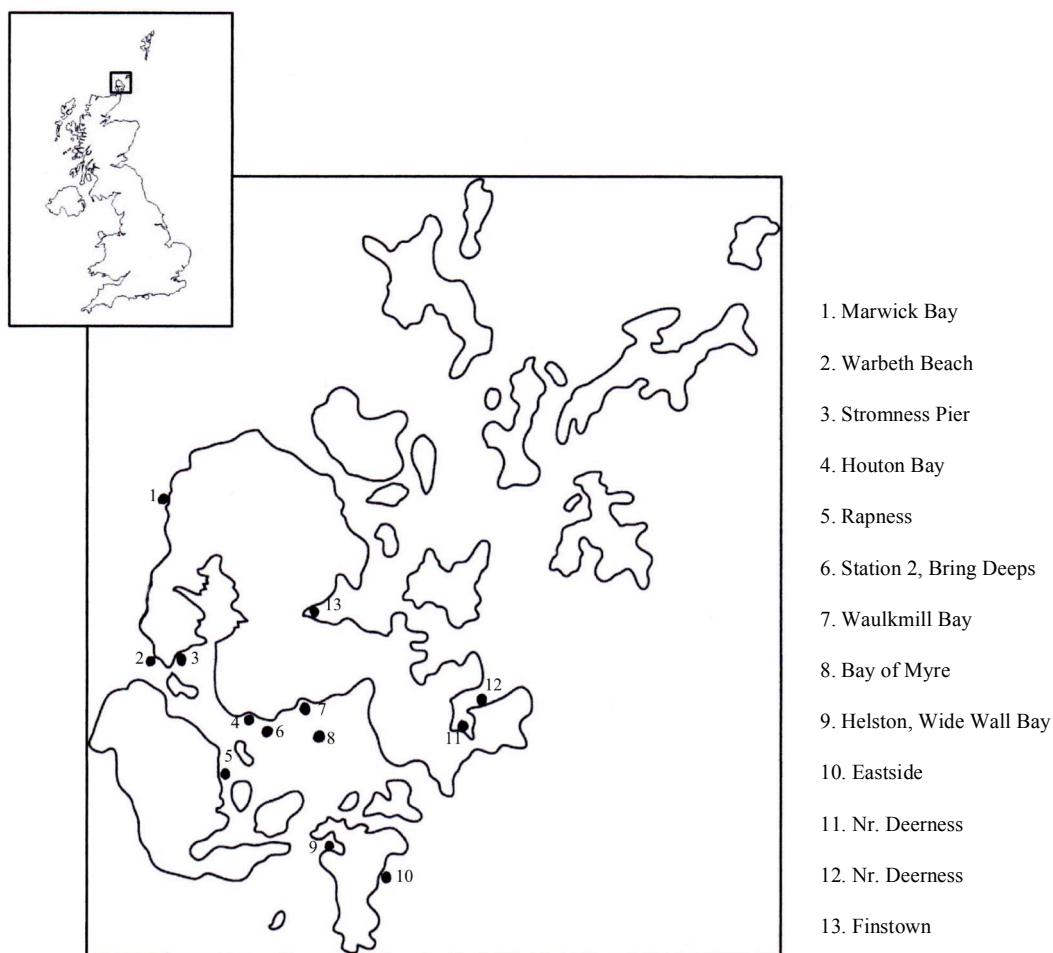 1
13
2
3
12
7
4
6
8
11
5
9
10
1. Marwick Bay
2. Warbeth Beach
3. Stromness Pier
4. Houton Bay
5. Rapness
6. Station 2, Bring Deeps
7. Waulkmill Bay
8. Bay of Myre
9. Helston, Wide Wall Bay
10. Eastside
11. Nr. Deerness
12. Nr. Deerness
13. Finstown